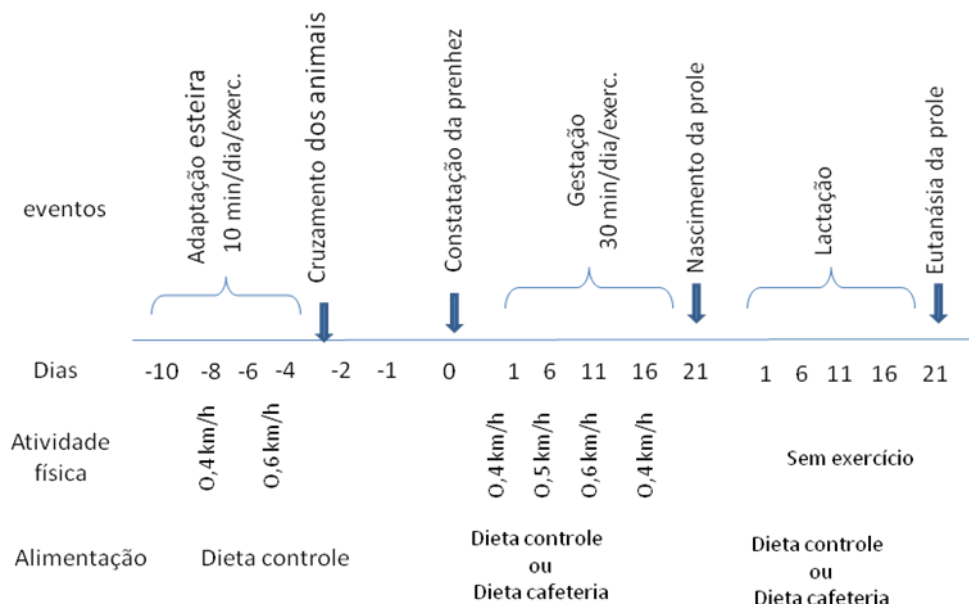 eventos
Adaptação esteira
10 min/dia/exerc.
Cruzamento dos animais
Constatação da prenhez
Gestação
30 min/dia/exerc.
Nascimento da prole
Lactação
Eutanásia da prole
Dias -10 -8 -6 -4 -2 -1 0 1 6 11 16 21 1 6 11 16 21
Atividade
física
0,4 km/h
0,6 km/h
0,4 km/h
0,5 km/h
0,6 km/h
0,4 km/h
Sem exercício
Alimentação
Dieta controle
Dieta controle
ou
Dieta cafeteria
Dieta controle
ou
Dieta cafeteria